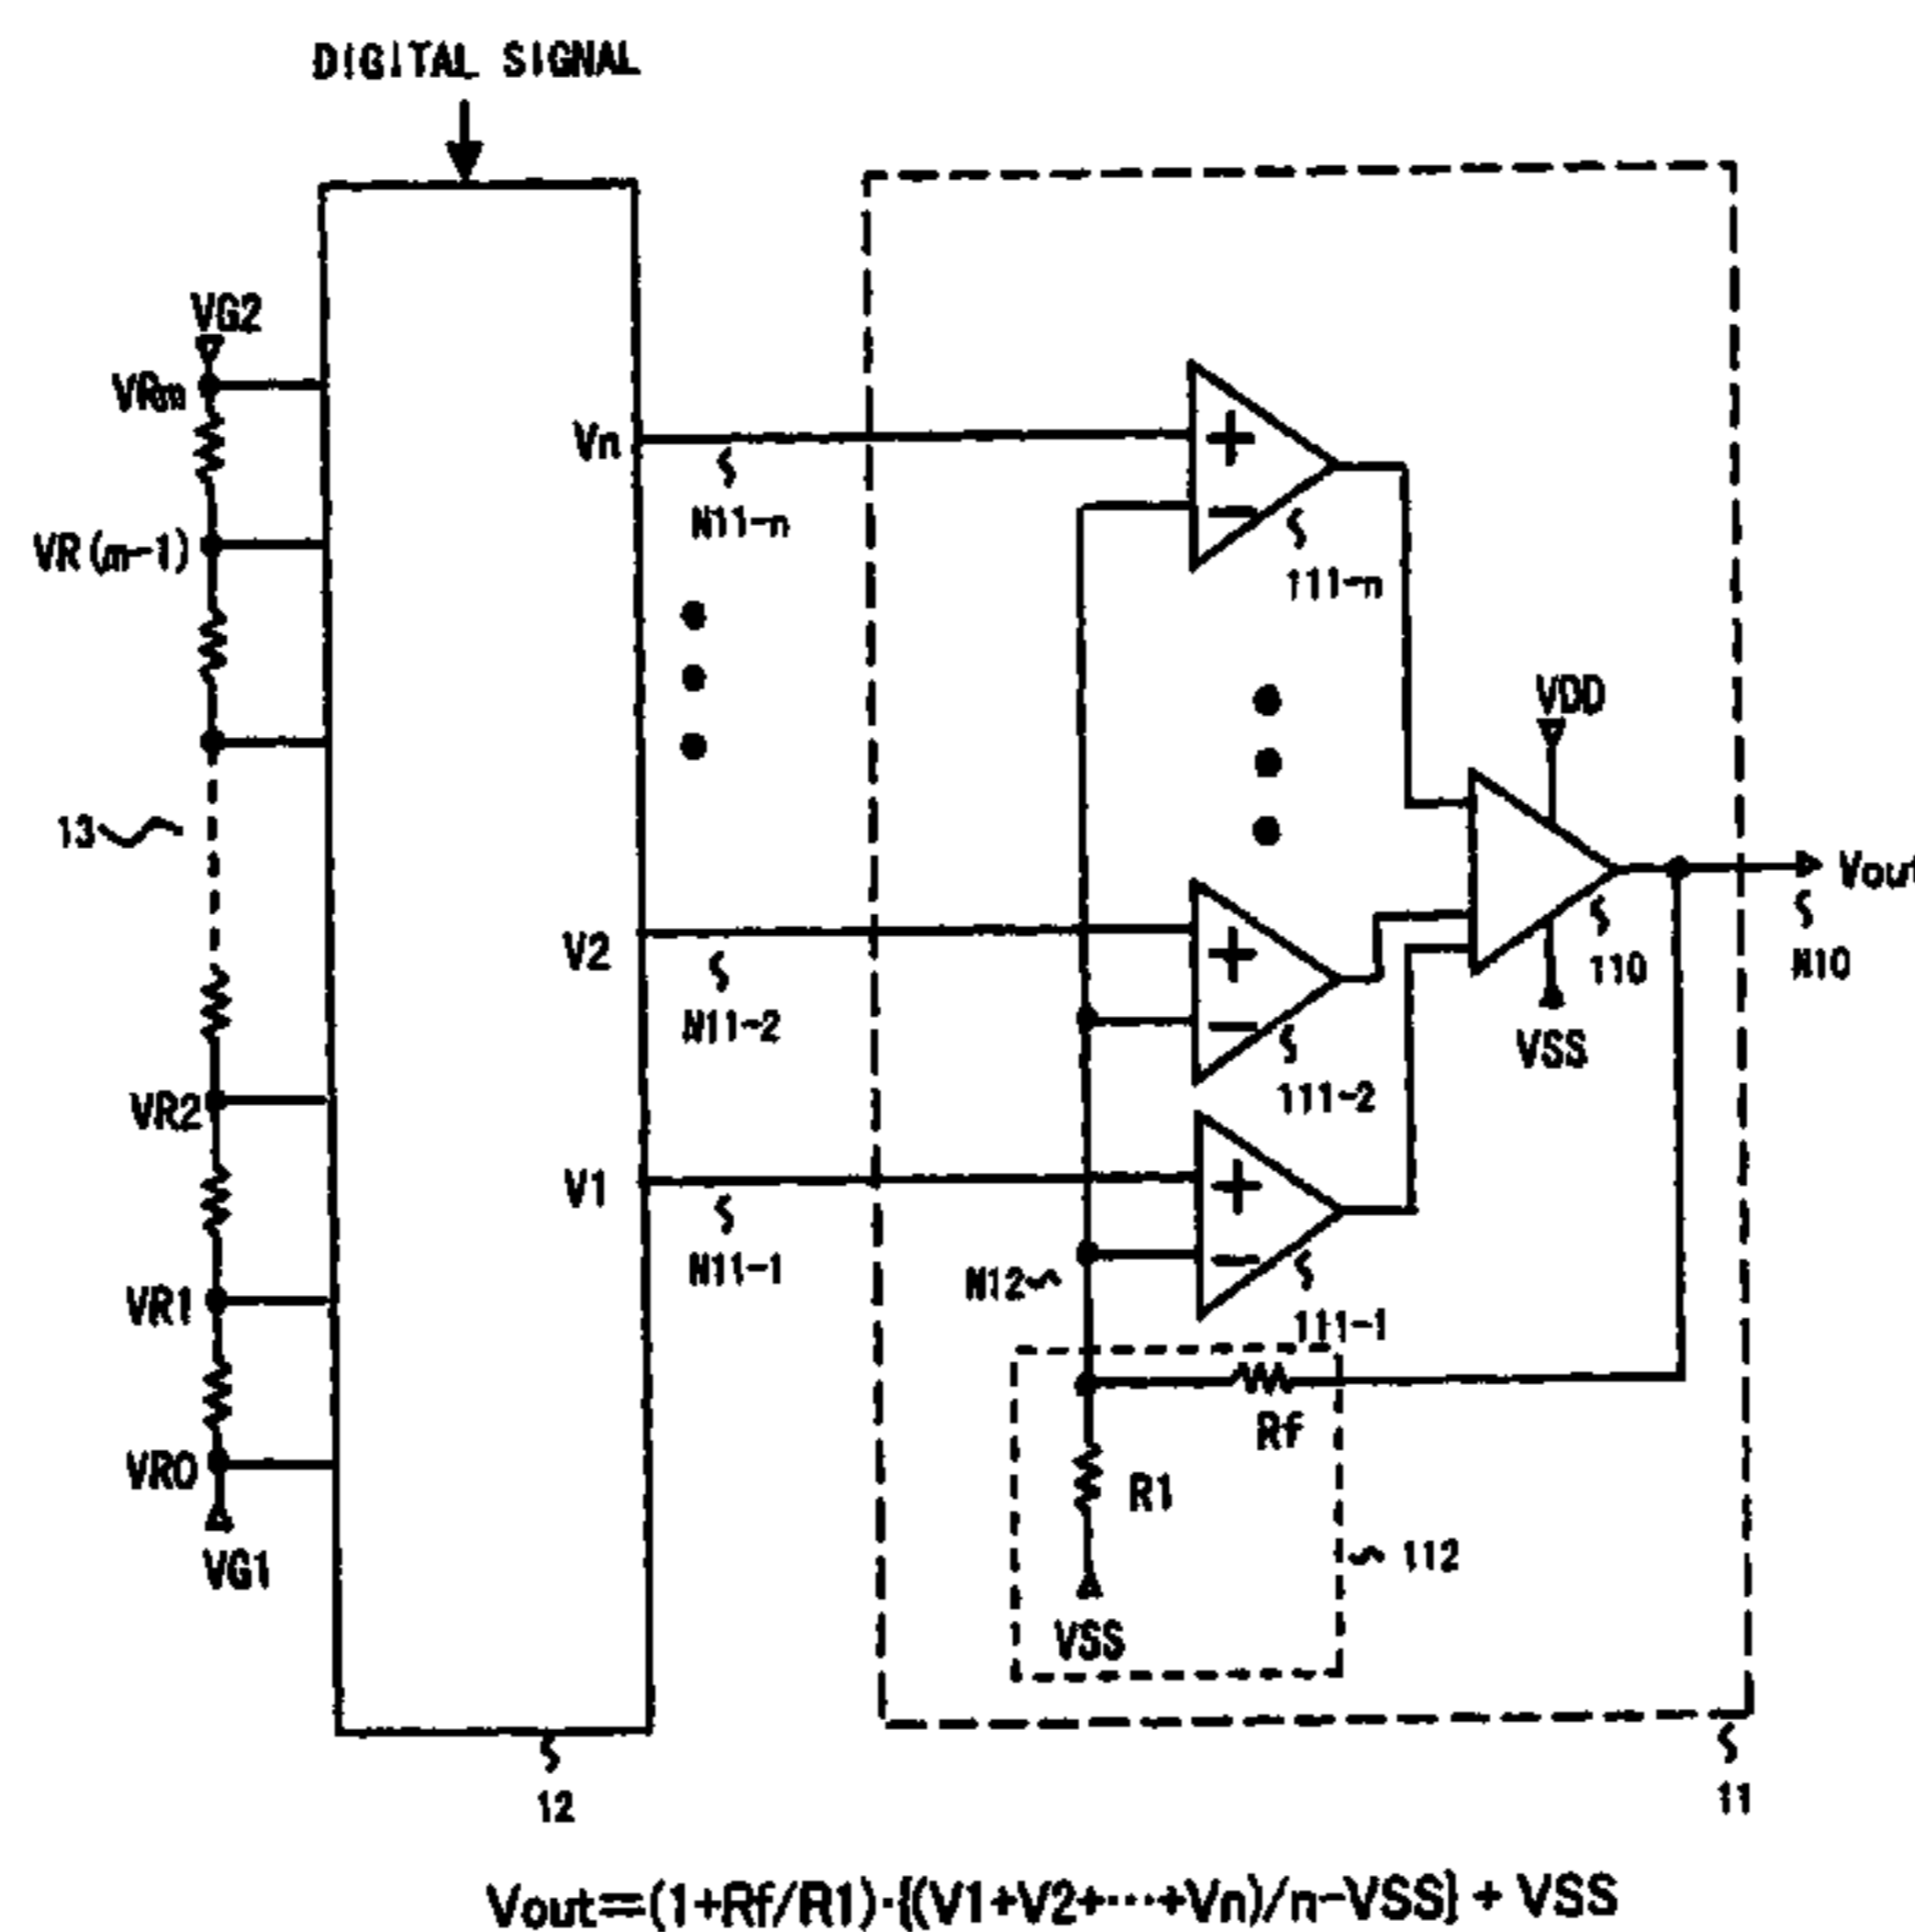 DIGITAL SIGNAL
VG2
VRm
Vn
N11-n
VR(m-1)
111-n
VDD
13
Vout
V2
110
N10
N11-2
VSS
111-2
VR2
V1
N11-1
N12
VR1
111-1
Rf
VR0
R1
VG1
112
VSS
12
11
Vout=(1+Rf/R1)·{(V1+V2+···+Vn)/n-VSS} + VSS